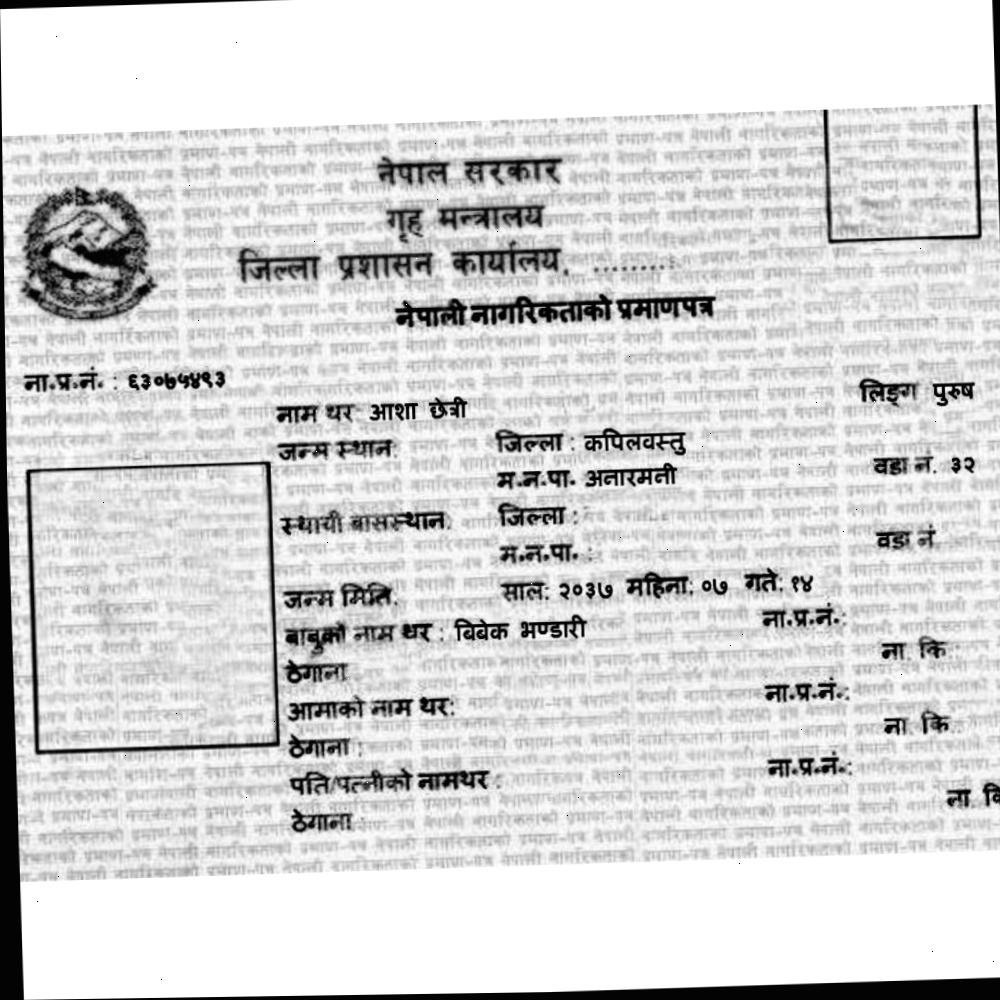 नेपाल सरकार
गृह मन्त्रालय
जिल्ला प्रशासन कार्यालय, .........
नेपाली नागरिकताको प्रमाणपत्र
ना.प्र.नं. : ६३०७५४९३
लिङ्ग पुरुष
नाम थर: आशा छेत्री
जन्म स्थान: जिल्ला : कपिलवस्तु
म.न.पा. अनारमनी वडा नं. ३२
स्थायी बासस्थान: जिल्ला :
म.न.पा. : वडा नं.
जन्म मिति: साल: २०३७ महिना: ०७ गते: १४
बाबुको नाम थर : बिबेक भण्डारी ना.प्र.नं.:
ठेगाना ना. कि.:
आमाको नाम थर: ना.प्र.नं.:
ठेगाना : ना. कि.:
पति/पत्नीको नामथर : ना.प्र.नं.:
ठेगाना ना. कि